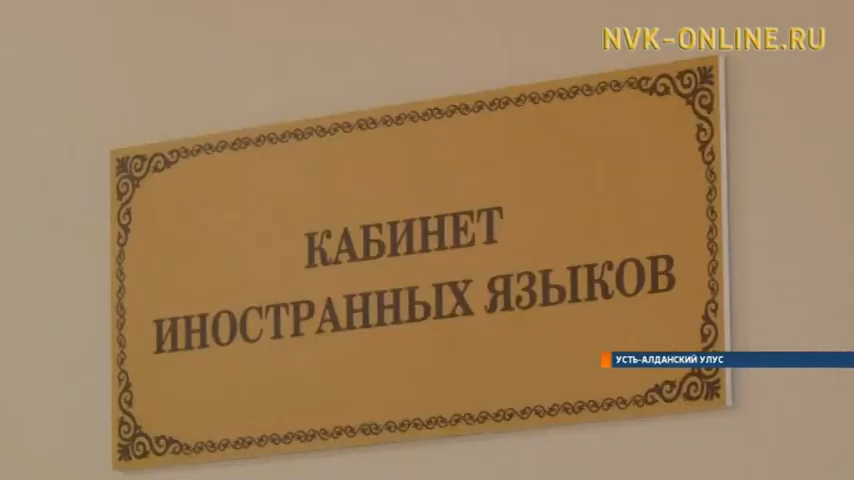 NVK-ONLINE.RU
КАБИНЕТ
ИНОСТРАННЫХ ЯЗЫКОВ
УСТЬ-АЛДАНСКИЙ УЛУС